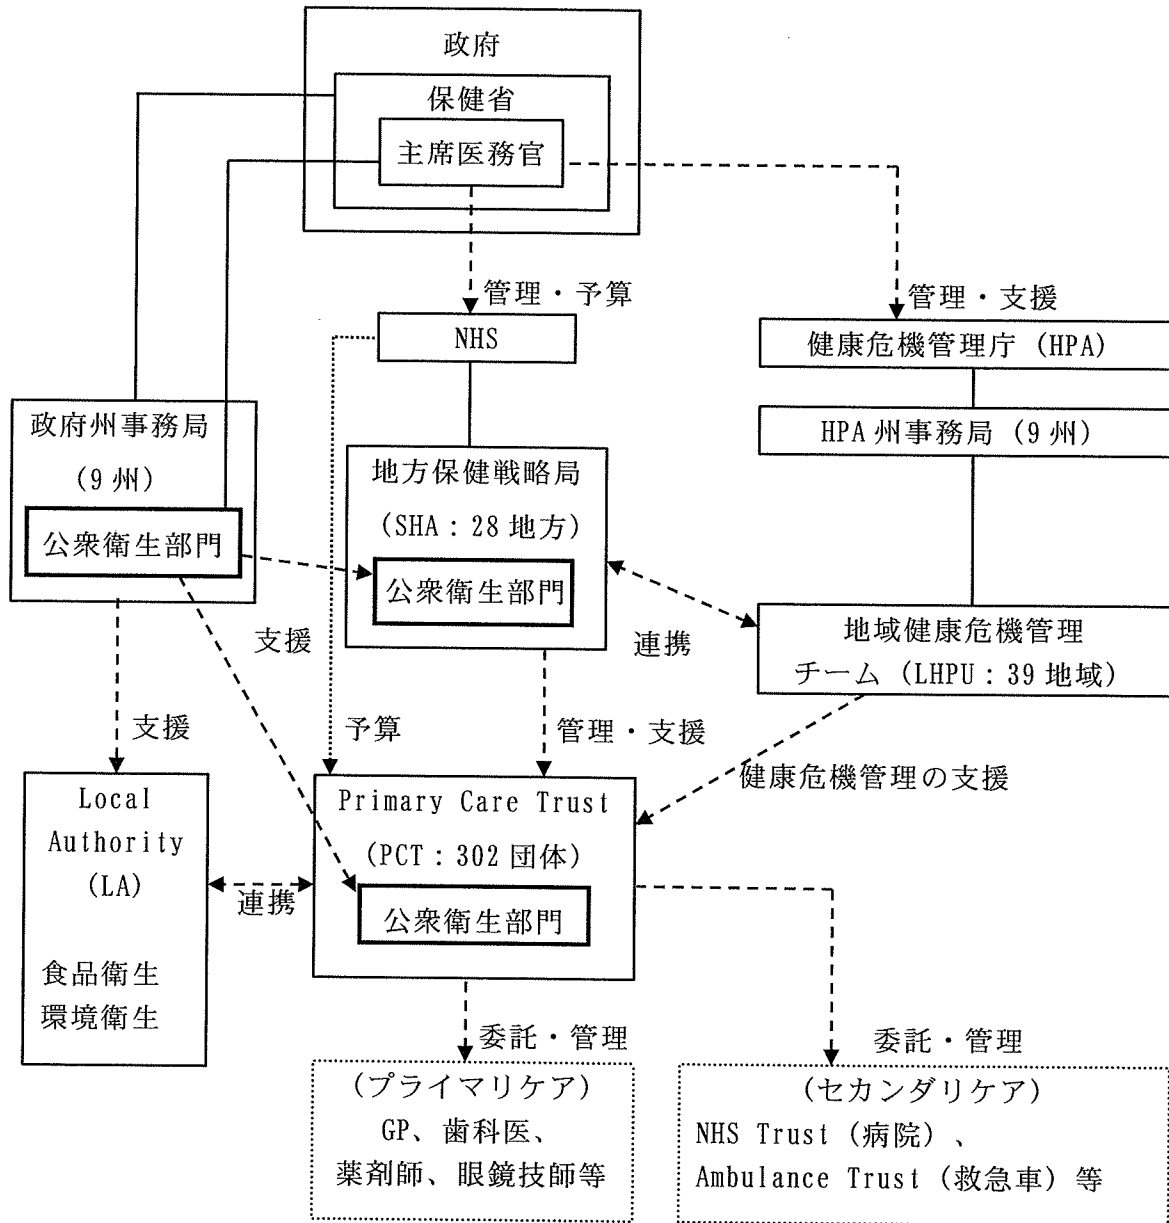 政府
保健省
主席医務官
管理・予算
管理・支援
NHS
健康危機管理庁 (HPA)
HPA 州事務局 (9 州)
政府州事務局
(9 州)
公衆衛生部門
地方保健戦略局
(SHA : 28 地方)
公衆衛生部門
支援
連携
地域健康危機管理
チーム (LHPU : 39 地域)
支援
予算
管理・支援
健康危機管理の支援
Local
Authority
(LA)
食品衛生
環境衛生
連携
Primary Care Trust
(PCT : 302 団体)
公衆衛生部門
委託・管理
委託・管理
(プライマリケア)
GP、歯科医、
薬剤師、眼鏡技師等
(セカンダリケア)
NHS Trust (病院) 、
Ambulance Trust (救急車) 等